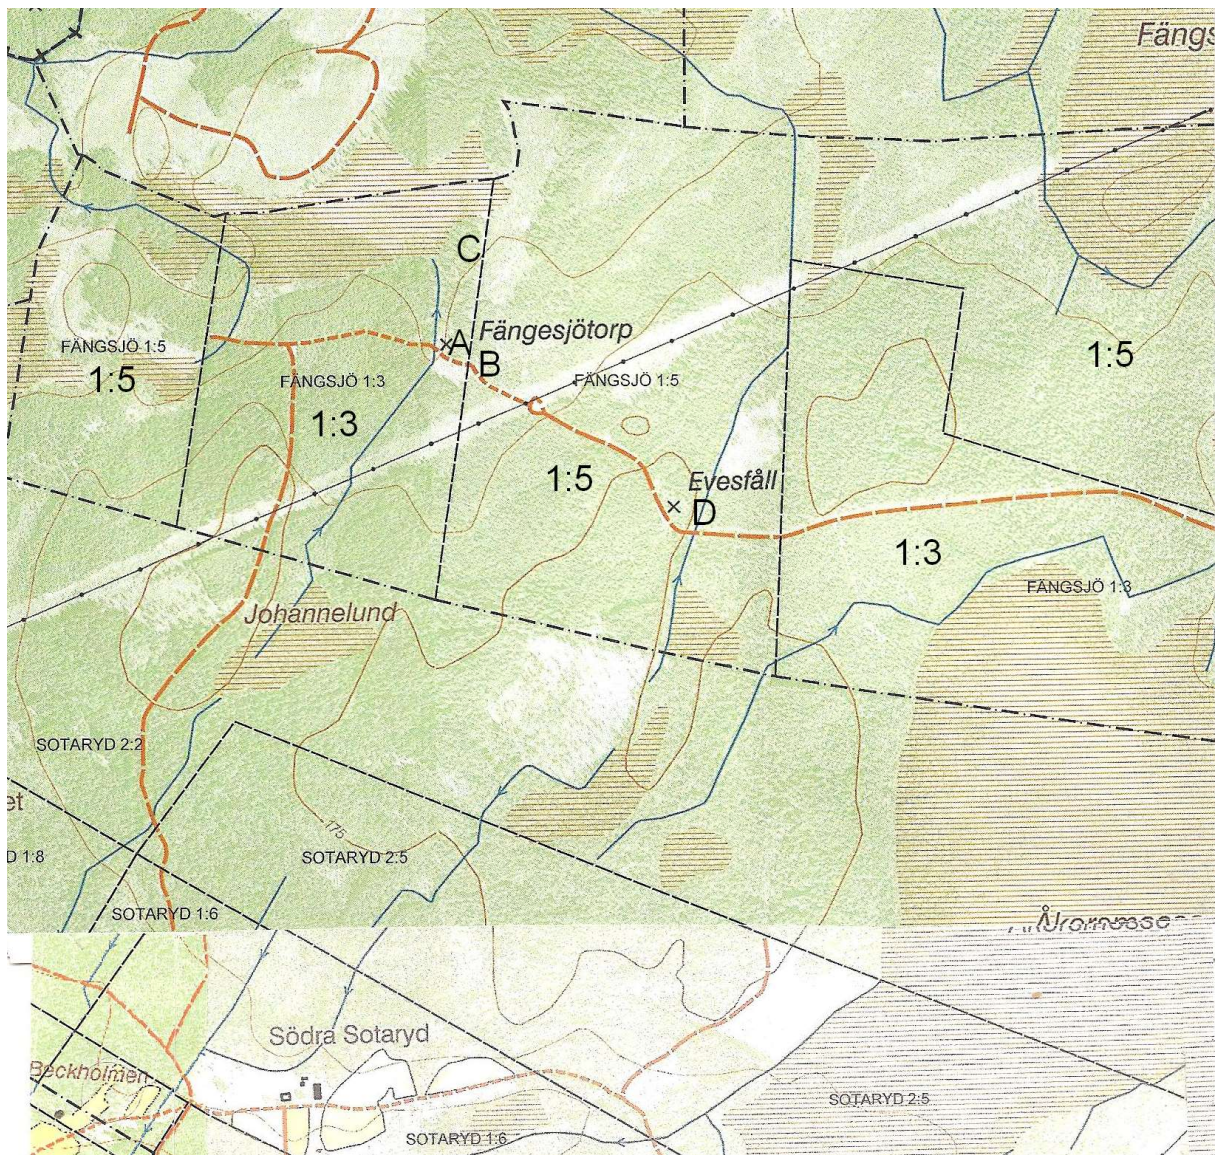 Fängs
C
Fängesjötorp
A
B
FÄNGSJÖ 1:5
1:5
FÄNGSJÖ 1:3
1:3
FÄNGSJÖ 1:5
1:5
1:5
Evesfåll
D
1:3
FÄNGSJÖ 1:3
Johannelund
SOTARYD 2:2
et
D 1:8
175
SOTARYD 2:5
SOTARYD 1:6
Södra Sotaryd
Beckholmen
SOTARYD 2:5
SOTARYD 1:6